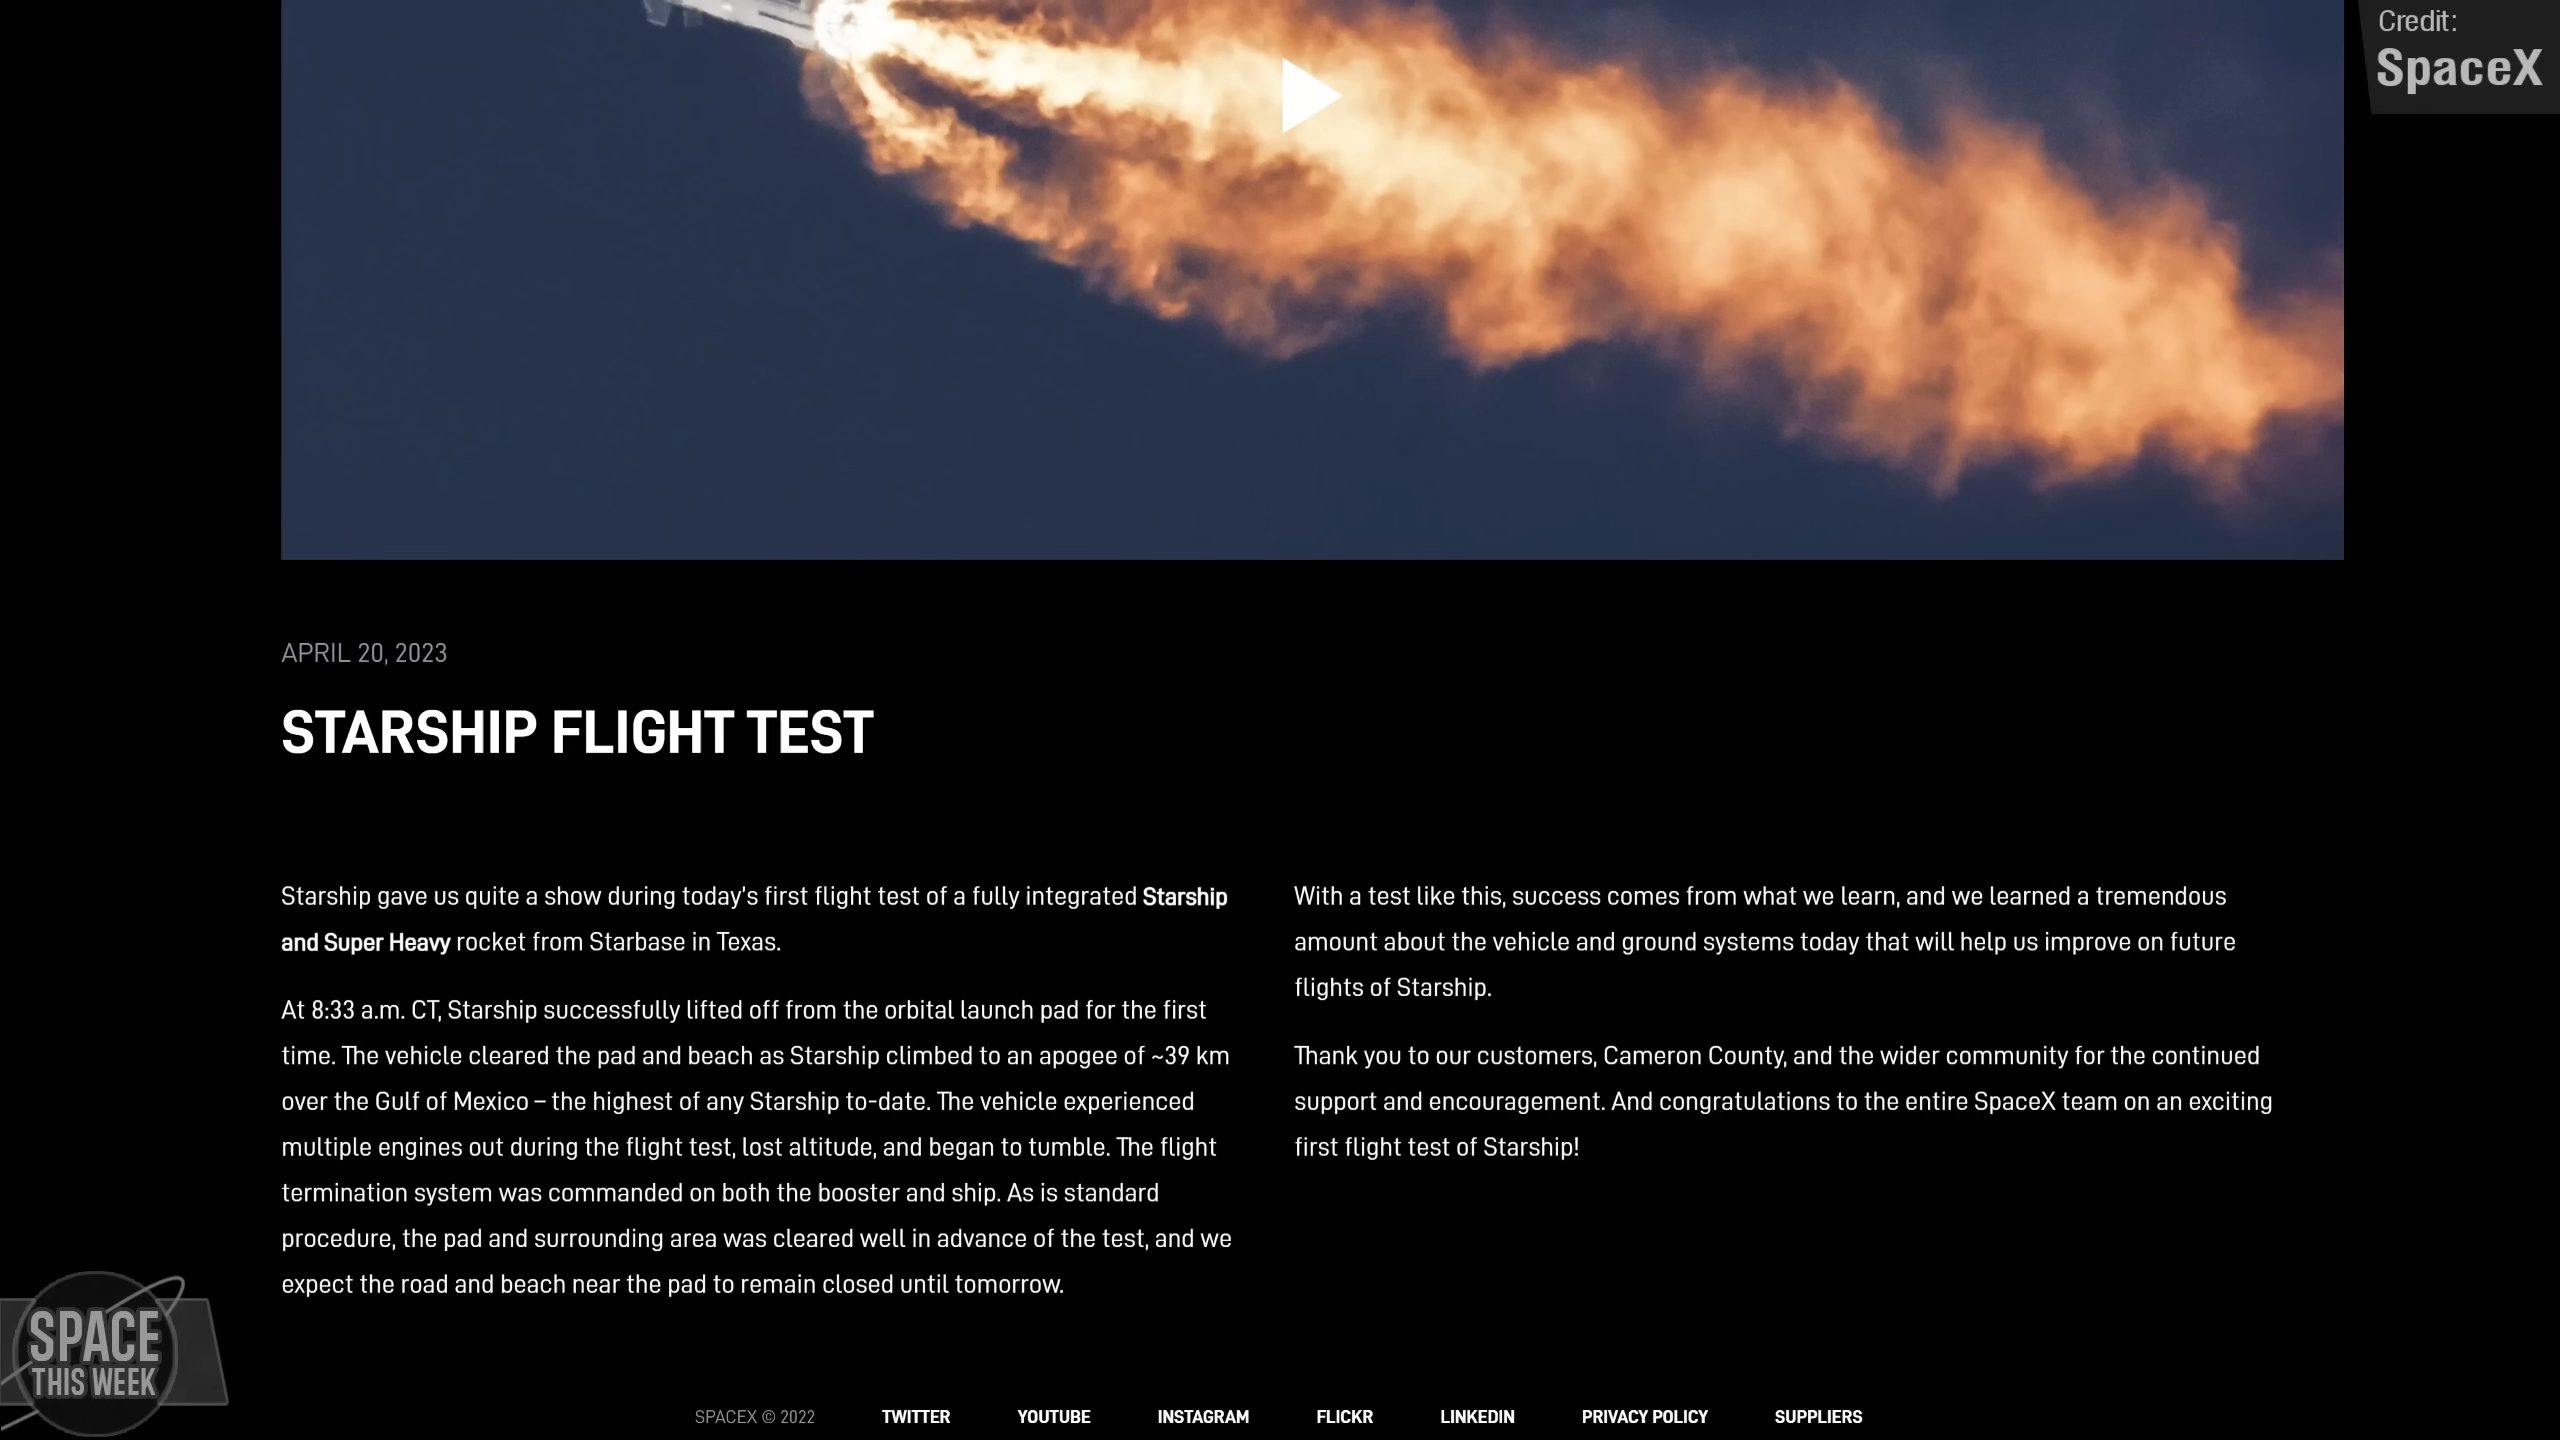 Credit:
SpaceX
APRIL 20, 2023
STARSHIP FLIGHT TEST
Starship gave us quite a show during today’s first flight test of a fully integrated Starship
and Super Heavy rocket from Starbase in Texas.
At 8:33 a.m. CT, Starship successfully lifted off from the orbital launch pad for the first
time. The vehicle cleared the pad and beach as Starship climbed to an apogee of ~39 km
over the Gulf of Mexico – the highest of any Starship to-date. The vehicle experienced
multiple engines out during the flight test, lost altitude, and began to tumble. The flight
termination system was commanded on both the booster and ship. As is standard
procedure, the pad and surrounding area was cleared well in advance of the test, and we
expect the road and beach near the pad to remain closed until tomorrow.
With a test like this, success comes from what we learn, and we learned a tremendous
amount about the vehicle and ground systems today that will help us improve on future
flights of Starship.
Thank you to our customers, Cameron County, and the wider community for the continued
support and encouragement. And congratulations to the entire SpaceX team on an exciting
first flight test of Starship!
SPACE
THIS WEEK
SPACEX © 2022 TWITTER YOUTUBE INSTAGRAM FLICKR LINKEDIN PRIVACY POLICY SUPPLIERS